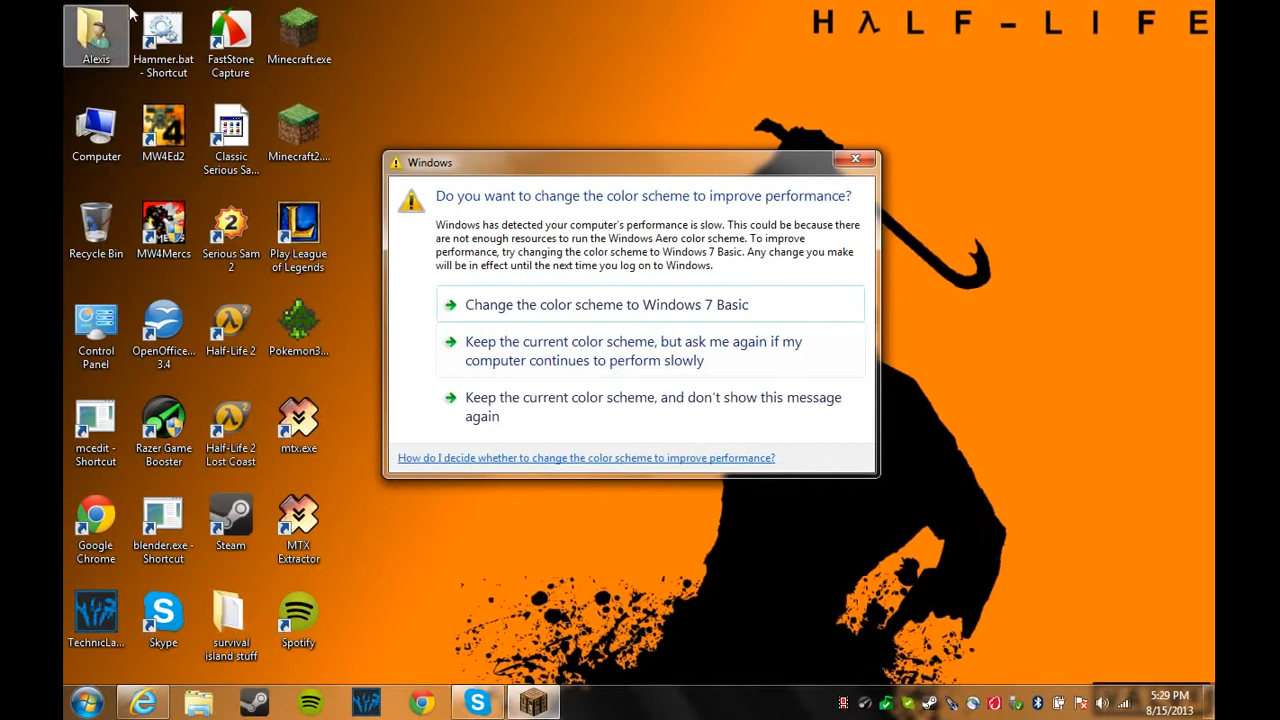 HλLF-LIFE
Alexis
Hammer.bat
- Shortcut
FastStone
Capture
Minecraft.exe
Computer
MW4Ed2
Classic
Serious Sa...
Minecraft2....
Recycle Bin
MW4Mercs
Serious Sam
2
Play League
of Legends
Control
Panel
OpenOffice...
3.4
Half-Life 2
Pokemon3...
mcedit -
Shortcut
Razer Game
Booster
Half-Life 2
Lost Coast
mtx.exe
Google
Chrome
blender.exe -
Shortcut
Steam
MTX
Extractor
TechnicLa...
Skype
survival
island stuff
Spotify
Windows
Do you want to change the color scheme to improve performance?
Windows has detected your computer's performance is slow. This could be because there
are not enough resources to run the Windows Aero color scheme. To improve
performance, try changing the color scheme to Windows 7 Basic. Any change you make
will be in effect until the next time you log on to Windows.
Change the color scheme to Windows 7 Basic
Keep the current color scheme, but ask me again if my
computer continues to perform slowly
Keep the current color scheme, and don't show this message
again
How do I decide whether to change the color scheme to improve performance?
5:29 PM
8/15/2013